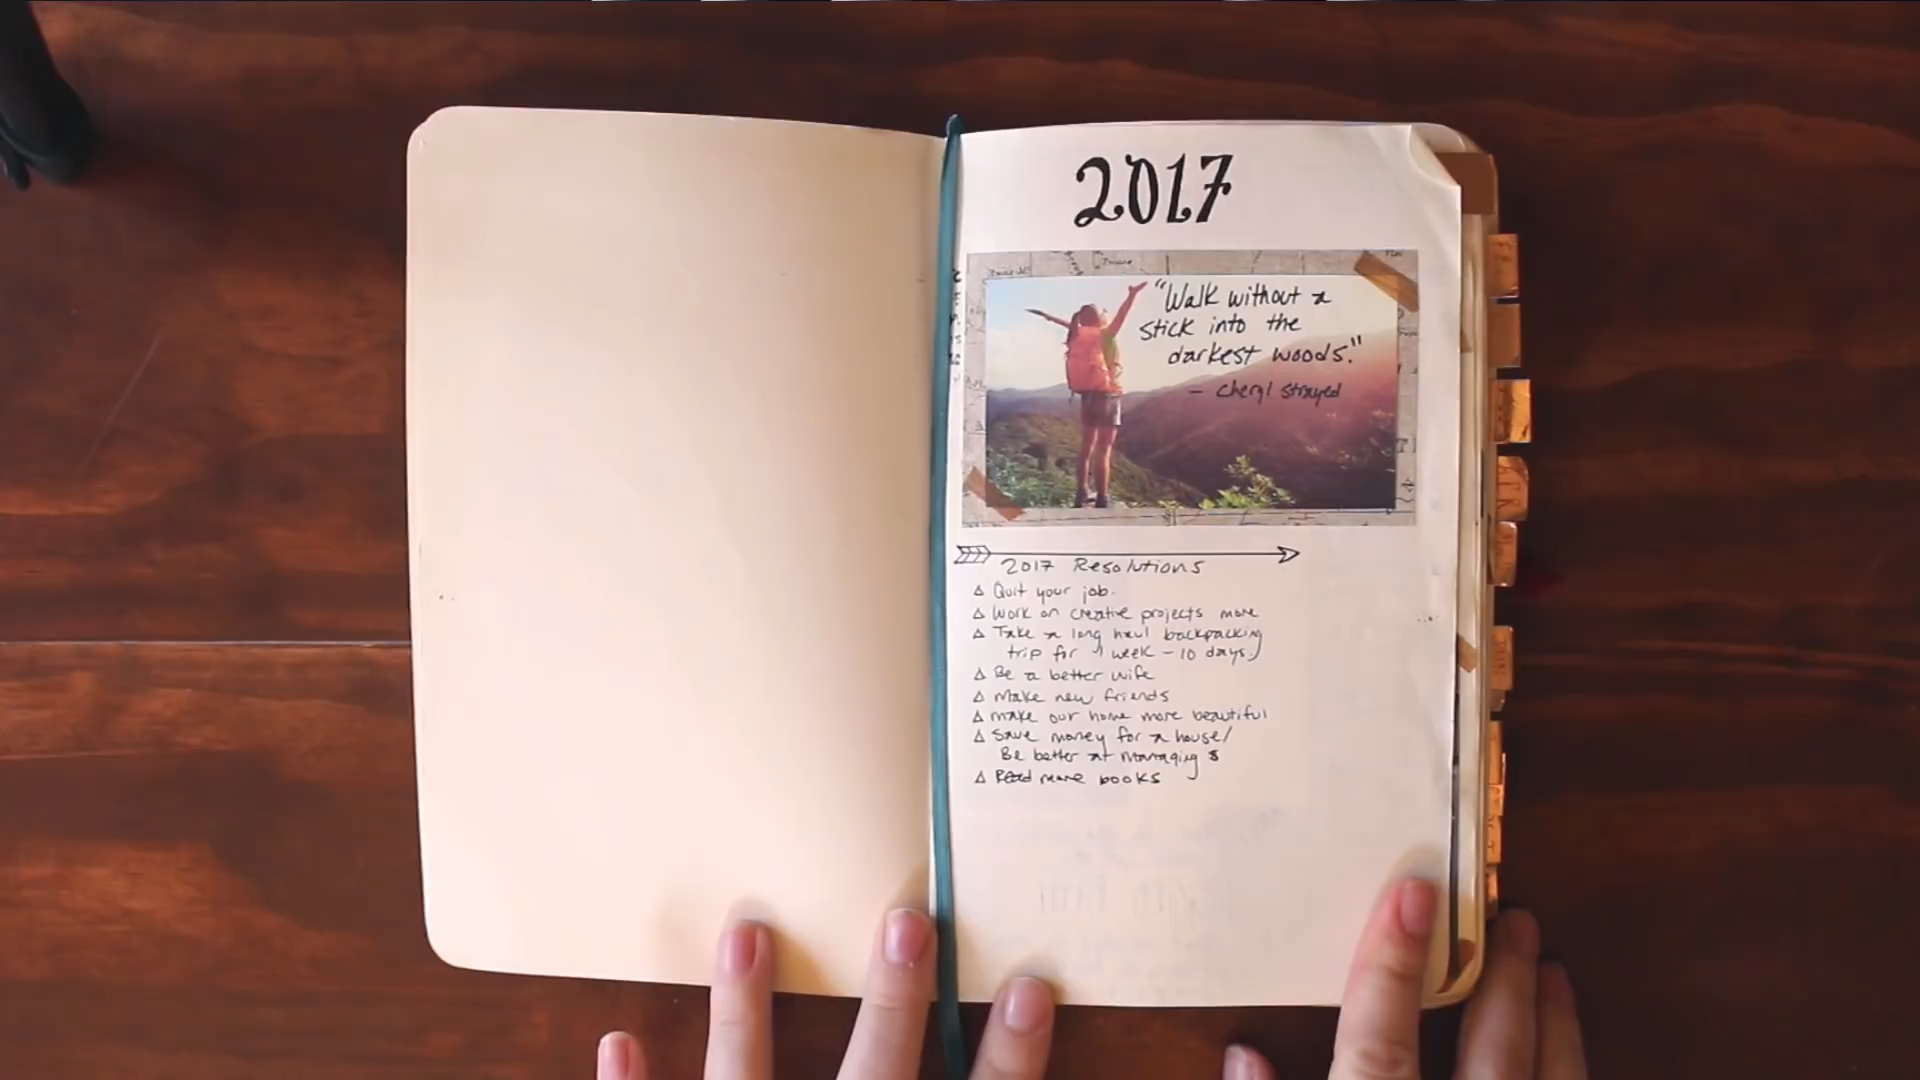 2017
"Walk without a
stick into the
darkest woods."
- Cheryl Strayed
2017 Resolutions
Δ Quit your job.
Δ Work on creative projects more
Δ Take a long haul backpacking
trip for 1 week - 10 days.
Δ Be a better wife
Δ Make new friends
Δ make our home more beautiful
Δ Save money for a house/
Be better at managing $
Δ Read more books